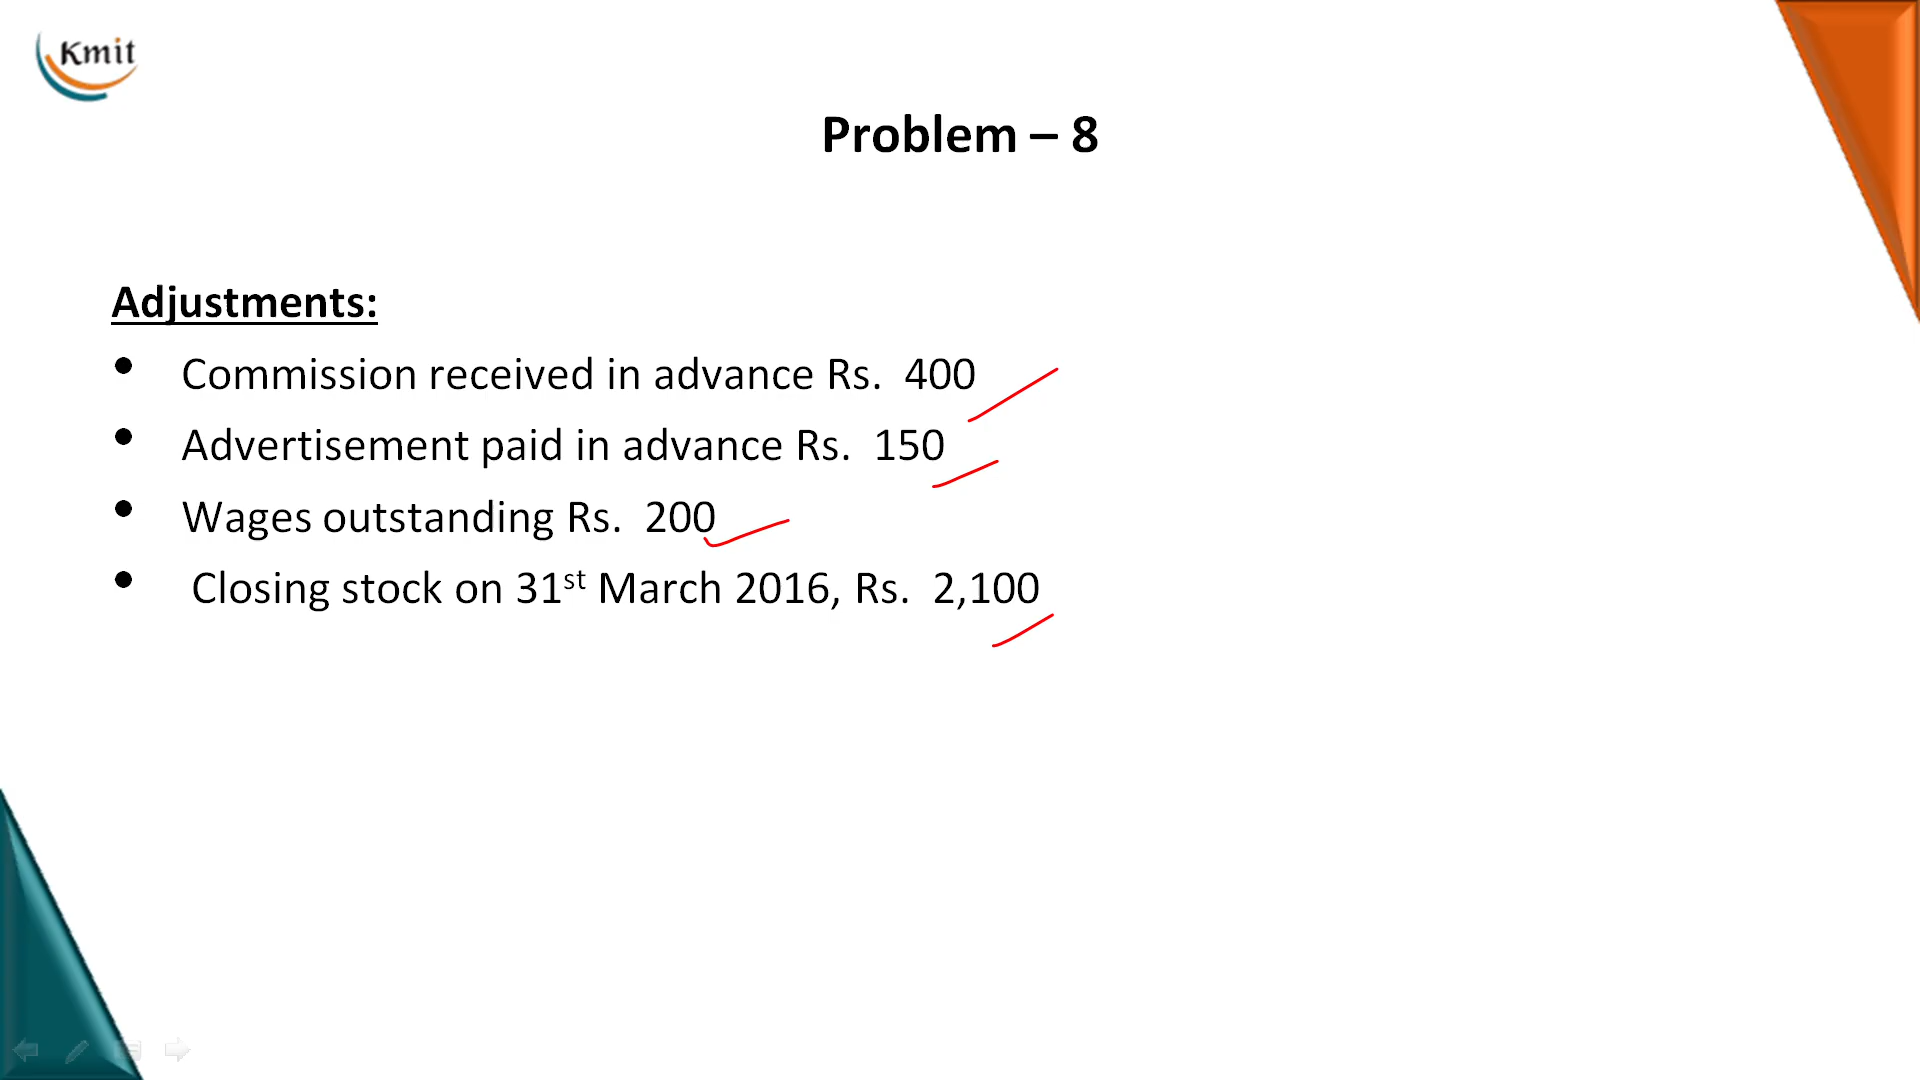 Kmit
Problem – 8
Adjustments:
• Commission received in advance Rs. 400
• Advertisement paid in advance Rs. 150
• Wages outstanding Rs. 200
• Closing stock on 31st March 2016, Rs. 2,100